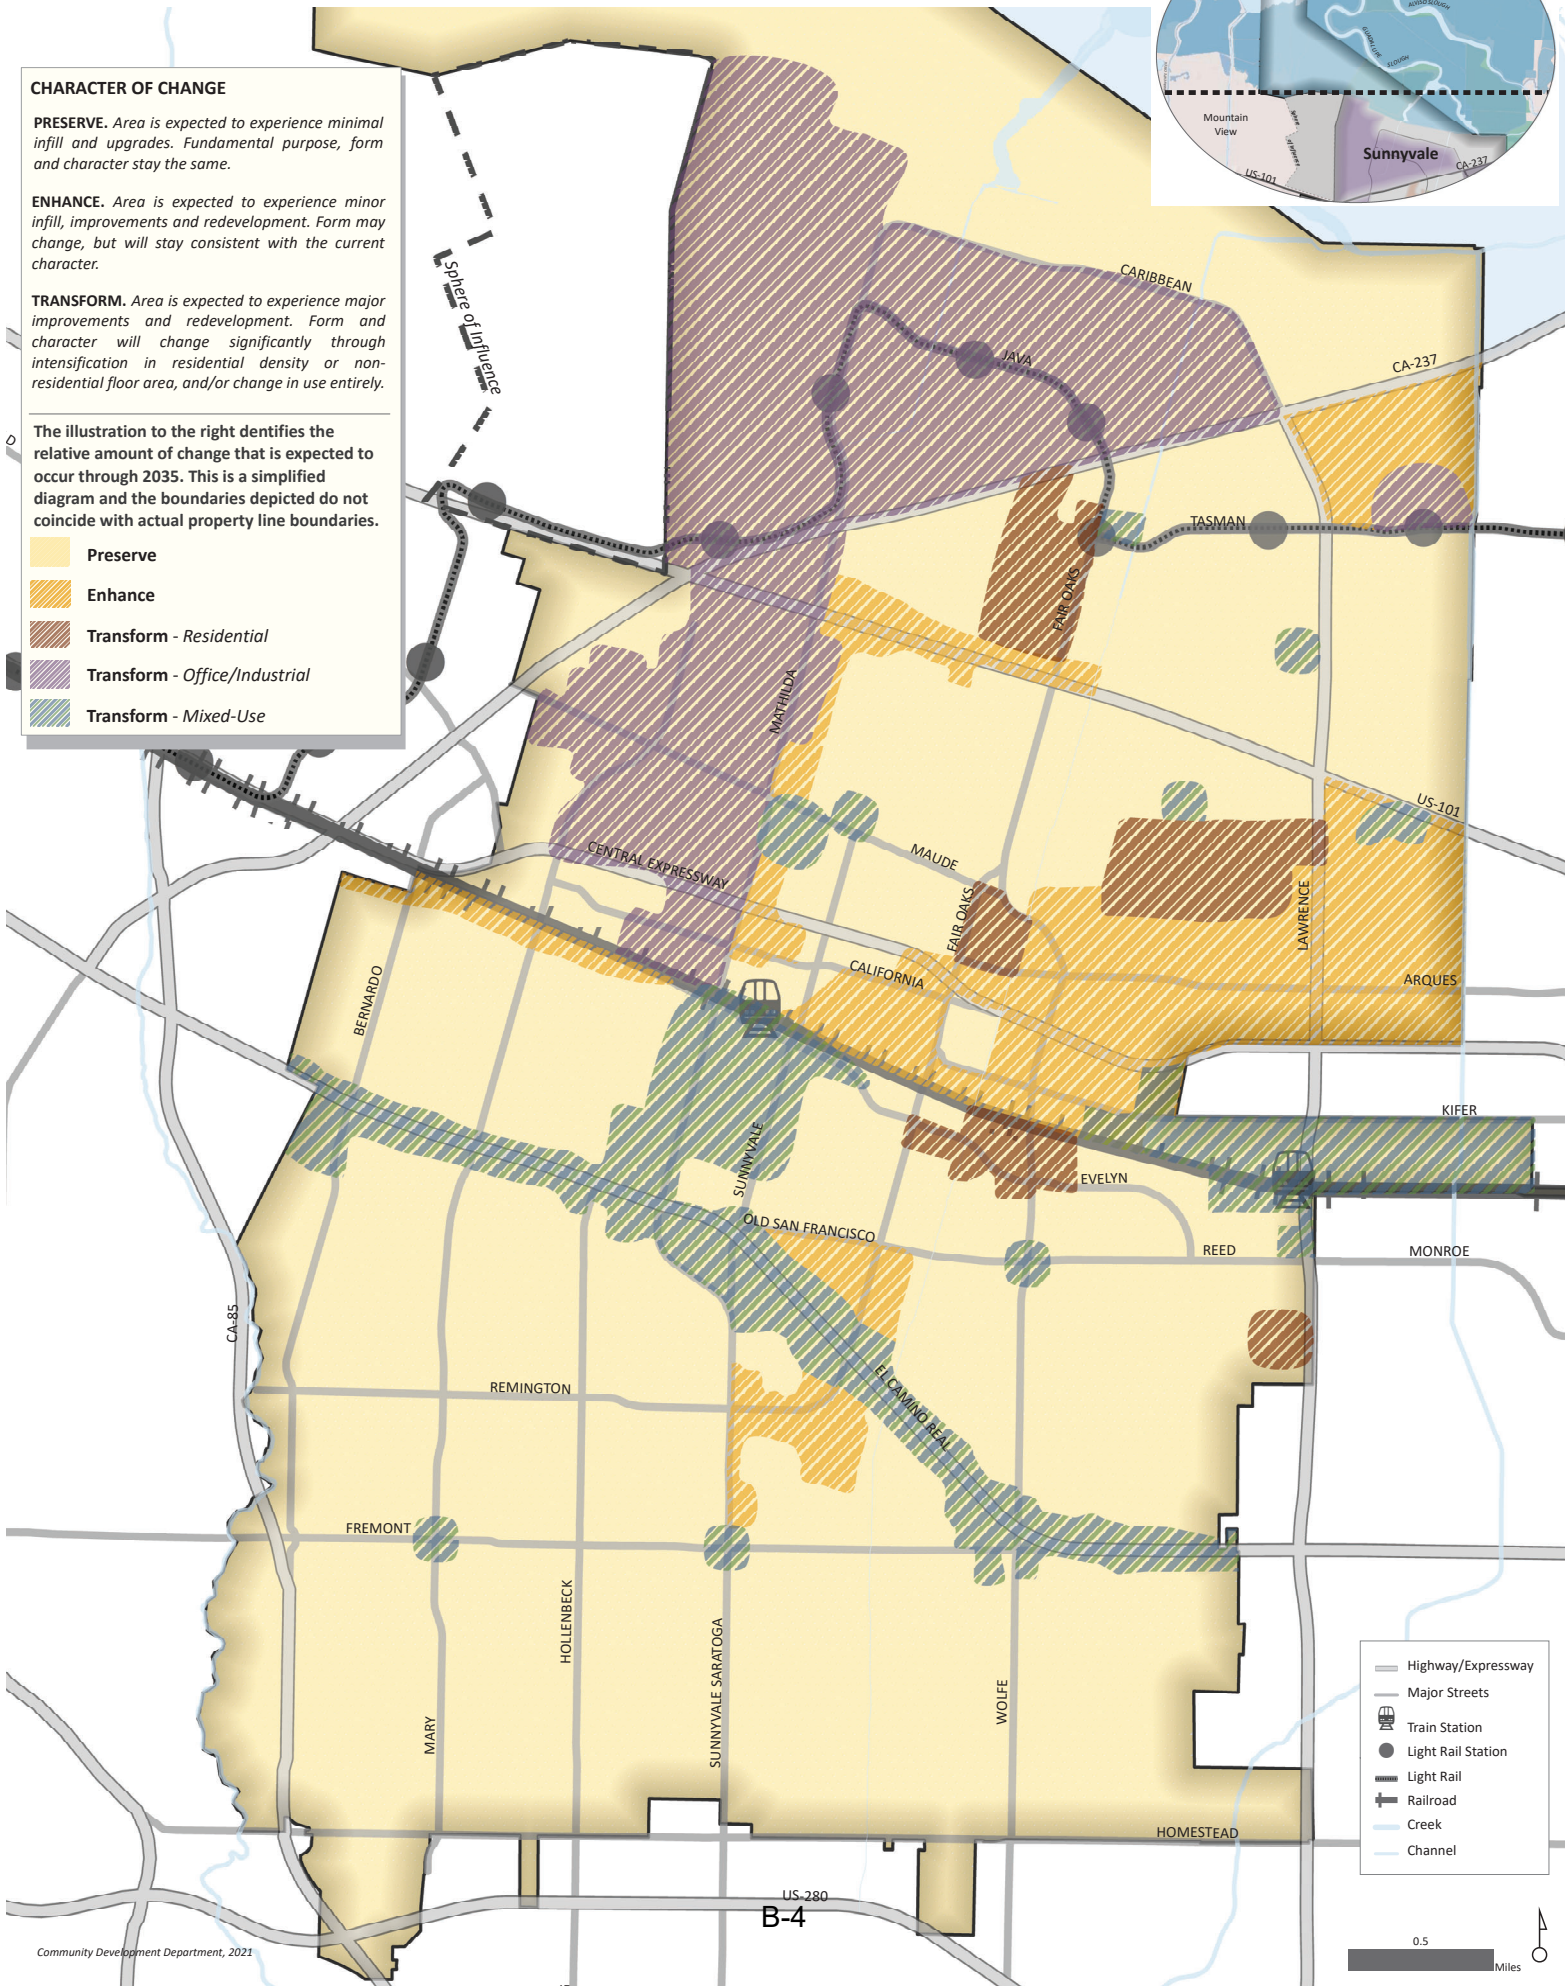 CHARACTER OF CHANGE
PRESERVE. Area is expected to experience minimal
infill and upgrades. Fundamental purpose, form
and character stay the same.
ENHANCE. Area is expected to experience minor
infill, improvements and redevelopment. Form may
change, but will stay consistent with the current
character.
TRANSFORM. Area is expected to experience major
improvements and redevelopment. Form and
character will change significantly through
intensification in residential density or non-
residential floor area, and/or change in use entirely.
The illustration to the right dentifies the
relative amount of change that is expected to
occur through 2035. This is a simplified
diagram and the boundaries depicted do not
coincide with actual property line boundaries.
Preserve
Enhance
Transform - Residential
Transform - Office/Industrial
Transform - Mixed-Use
ALVISO SLOUGH
GUADALUPE
SLOUGH
Mountain
View
Sunnyvale
CA-237
US-101
Sphere of Influence
CARIBBEAN
JAVA
CA-237
TASMAN
FAIR OAKS
MATHILDA
US-101
MAUDE
CENTRAL EXPRESSWAY
FAIR OAKS
LAWRENCE
CALIFORNIA
ARQUES
BERNARDO
KIFER
SUNNYVALE
EVELYN
OLD SAN FRANCISCO
REED
MONROE
CA-85
REMINGTON
EL CAMINO REAL
FREMONT
HOLLENBECK
SUNNYVALE SARATOGA
WOLFE
MARY
HOMESTEAD
US-280
B-4
Highway/Expressway
Major Streets
Train Station
Light Rail Station
Light Rail
Railroad
Creek
Channel
Community Development Department, 2021
0.5
Miles